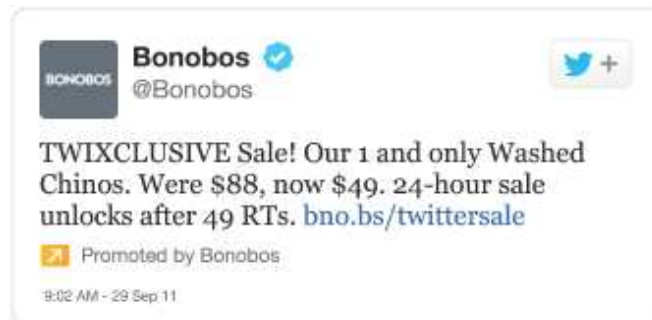 BONOBOS
Bonobos
@Bonobos
+
TWIXCLUSIVE Sale! Our 1 and only Washed
Chinos. Were $88, now $49. 24-hour sale
unlocks after 49 RTs. bno.bs/twittersale
Promoted by Bonobos
9:02 AM - 29 Sep 11